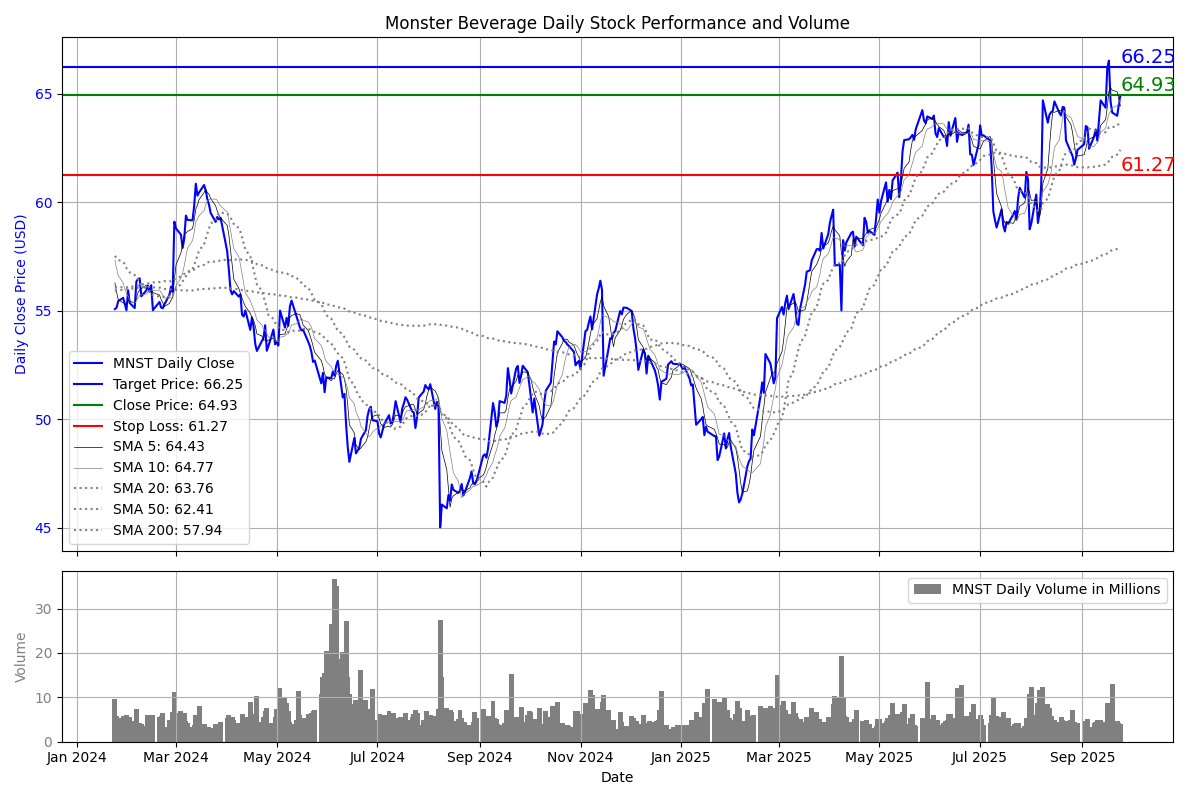 Monster Beverage Daily Stock Performance and Volume
66.25
64.93
61.27
65
60
55
50
45
Daily Close Price (USD)
MNST Daily Close
Target Price: 66.25
Close Price: 64.93
Stop Loss: 61.27
SMA 5: 64.43
SMA 10: 64.77
SMA 20: 63.76
SMA 50: 62.41
SMA 200: 57.94
MNST Daily Volume in Millions
30
20
10
0
Volume
Jan 2024 Mar 2024 May 2024 Jul 2024 Sep 2024 Nov 2024 Jan 2025 Mar 2025 May 2025 Jul 2025 Sep 2025
Date